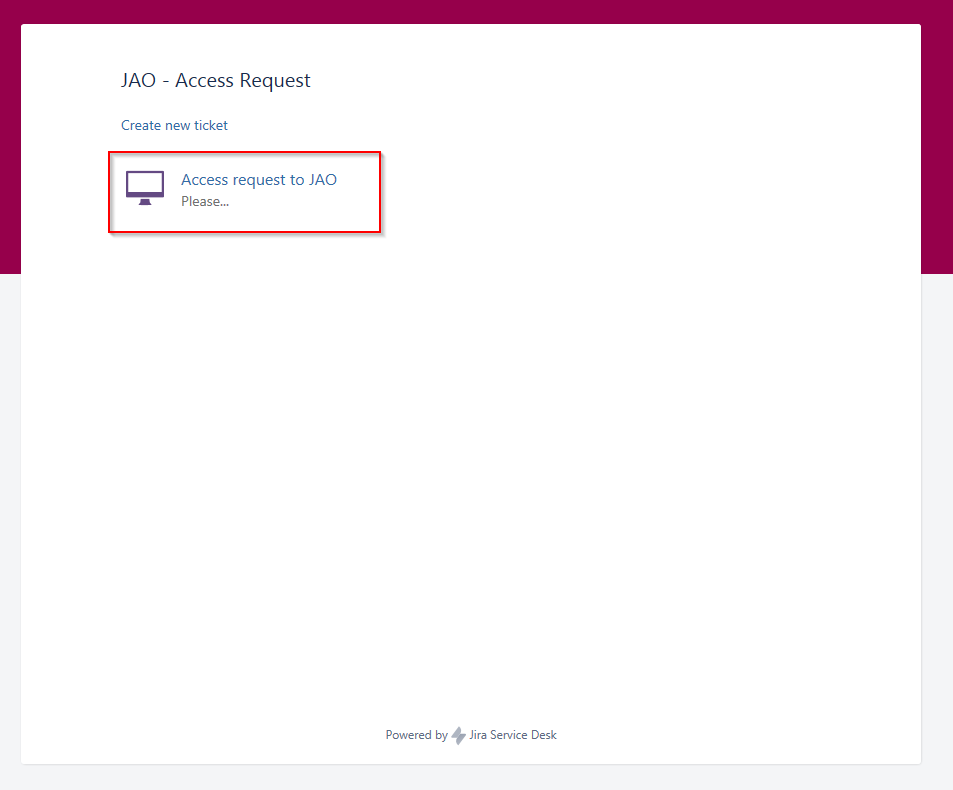 JAO - Access Request
Create new ticket
Access request to JAO
Please...
Powered by Jira Service Desk